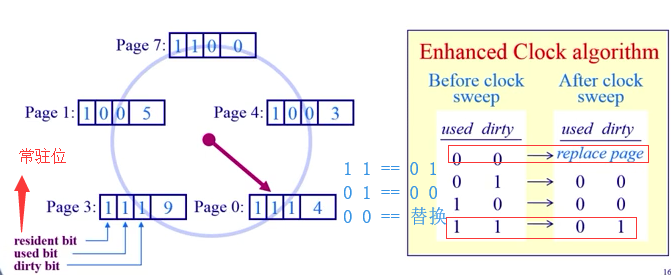 Page 7: 1 1 0 0
Page 1: 1 0 0 5
Page 4: 1 0 0 3
常驻位
Page 3: 1 1 1 9
Page 0: 1 1 1 4
resident bit
used bit
dirty bit
1 1 == 0 1
0 1 == 0 0
0 0 == 替换
Enhanced Clock algorithm
Before clock sweep
After clock sweep
used dirty used dirty
0 0 replace page
0 1 0 0
1 0 0 0
1 1 0 1